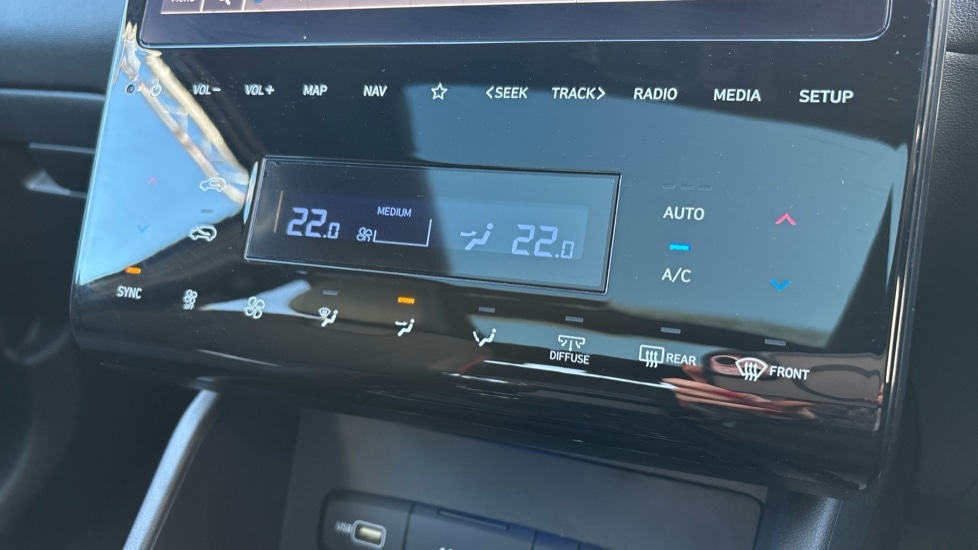 VOL- VOL+ MAP NAV <SEEK TRACK> RADIO MEDIA SETUP
MEDIUM
22.0 22.0
AUTO
A/C
SYNC
DIFFUSE REAR FRONT
USB